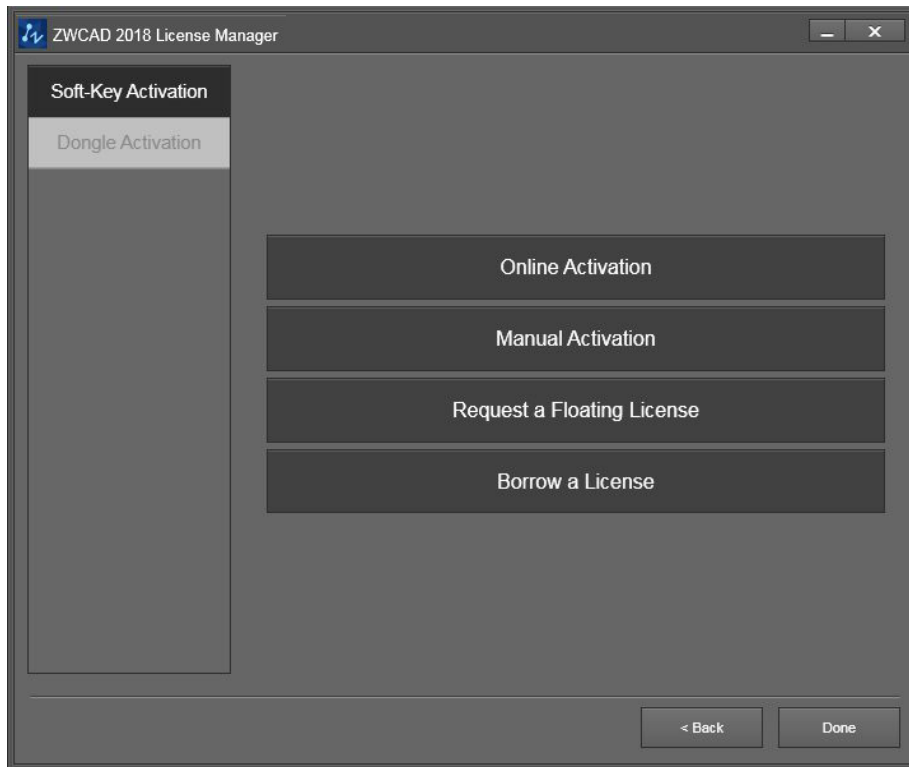 ZWCAD 2018 License Manager
Soft-Key Activation
Dongle Activation
Online Activation
Manual Activation
Request a Floating License
Borrow a License
< Back
Done